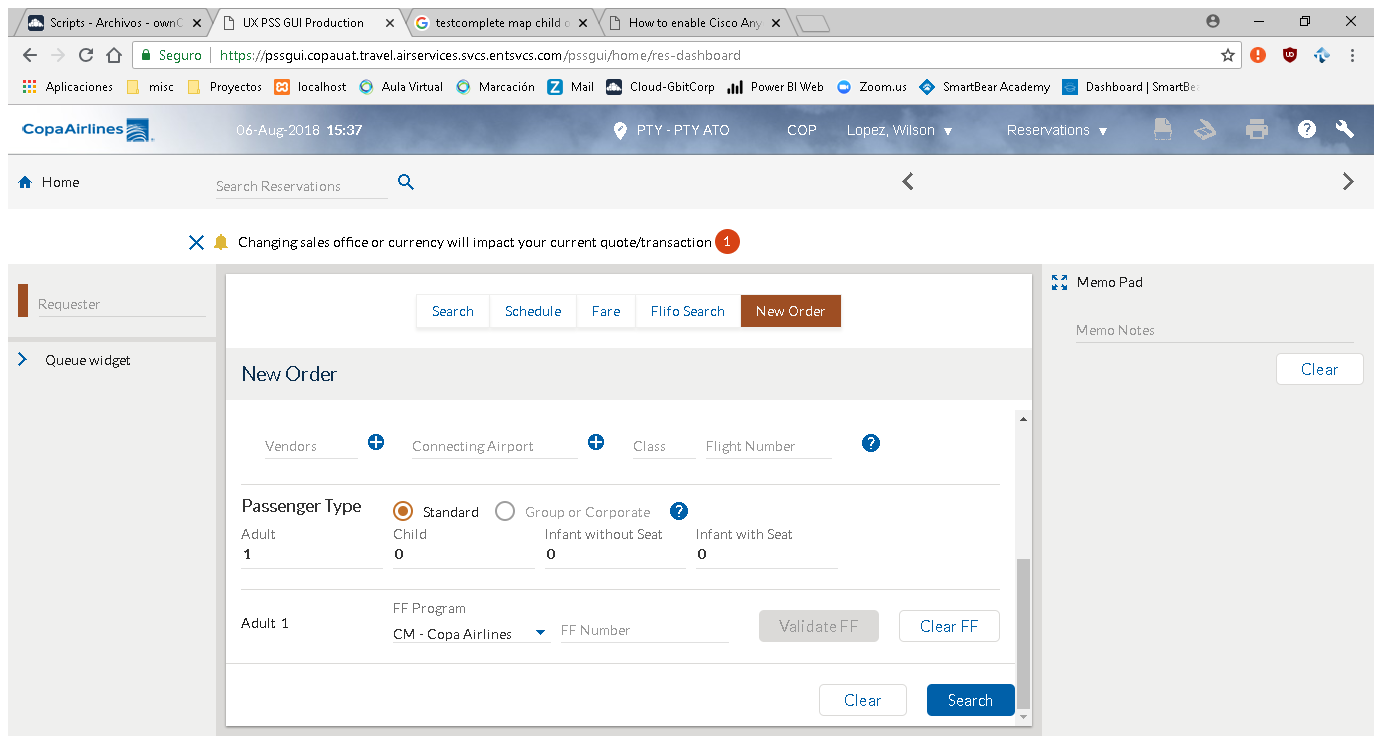 Scripts - Archivos - ownC
UX PSS GUI Production
testcomplete map child o
How to enable Cisco Any
Seguro
https://pssgui.copauat.travel.airservices.svcs.entsvcs.com/pssgui/home/res-dashboard
Aplicaciones
misc
Proyectos
localhost
Aula Virtual
Marcación
Mail
Cloud-GbitCorp
Power BI Web
Zoom.us
SmartBear Academy
Dashboard | SmartBe
CopaAirlines
06-Aug-2018 15:37
PTY - PTY ATO
COP
Lopez, Wilson
Reservations
Home
Search Reservations
Changing sales office or currency will impact your current quote/transaction 1
Requester
Queue widget
Search
Schedule
Fare
Flifo Search
New Order
New Order
Vendors
Connecting Airport
Class
Flight Number
Passenger Type
Standard
Group or Corporate
Adult
Child
Infant without Seat
Infant with Seat
1
0
0
0
Adult 1
FF Program
CM - Copa Airlines
FF Number
Validate FF
Clear FF
Clear
Search
Memo Pad
Memo Notes
Clear